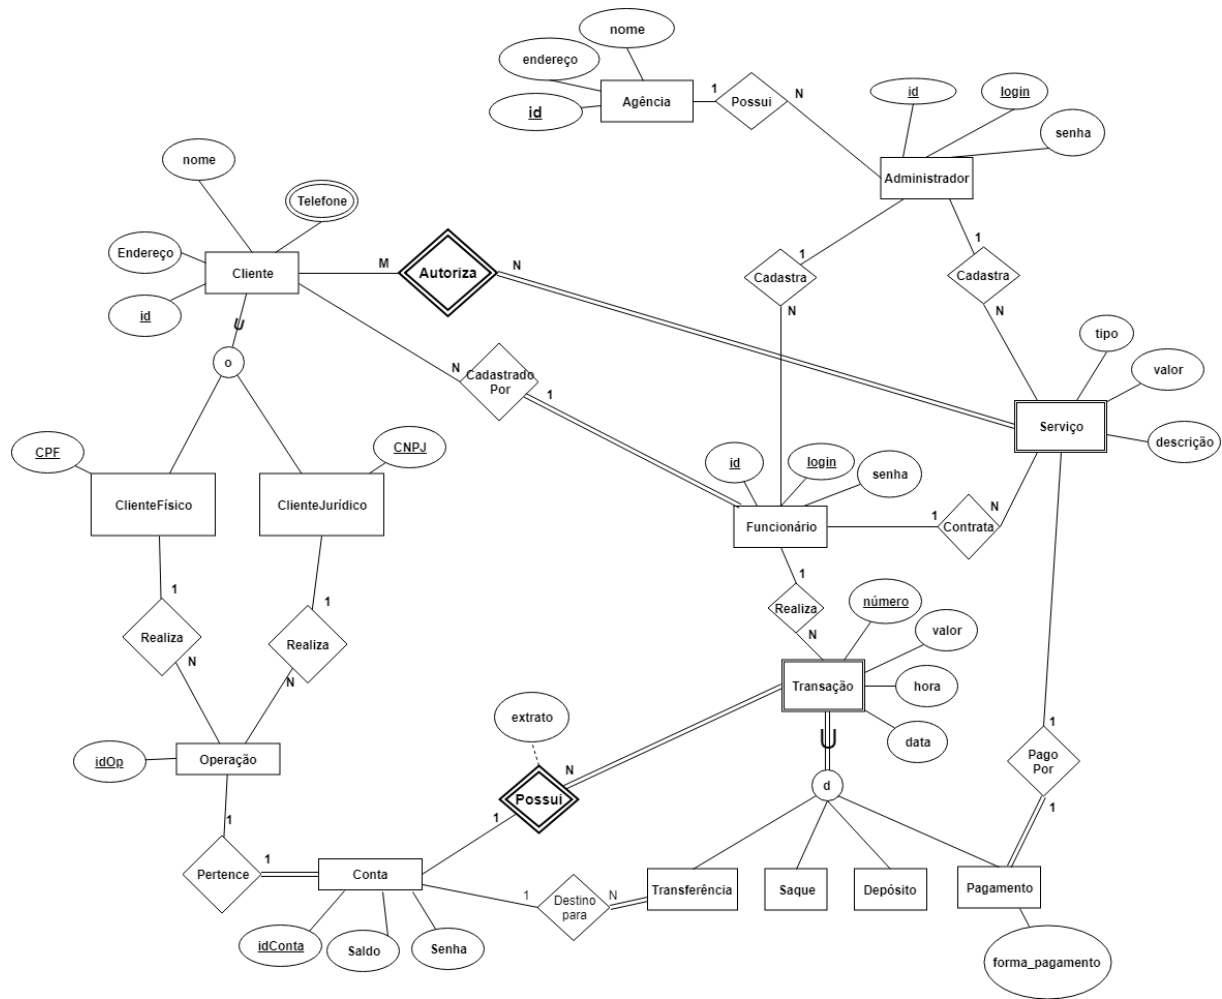 nome
endereço
id
Agência
1
Possui
N
id
login
senha
Administrador
nome
Telefone
Endereço
id
Cliente
M
Autoriza
N
1
Cadastra
N
1
Cadastra
N
U
o
N
Cadastrado
Por
1
tipo
valor
descrição
Serviço
CPF
CNPJ
ClienteFísico
ClienteJurídico
id
login
senha
Funcionário
1
Contrata
N
1
Realiza
N
1
Realiza
N
1
Realiza
N
número
valor
hora
data
Transação
U
d
idOp
Operação
extrato
N
Possui
1
1
Pago
Por
1
1
Pertence
1
Conta
idConta
Saldo
Senha
1
Destino
para
N
Transferência
Saque
Depósito
Pagamento
forma_pagamento